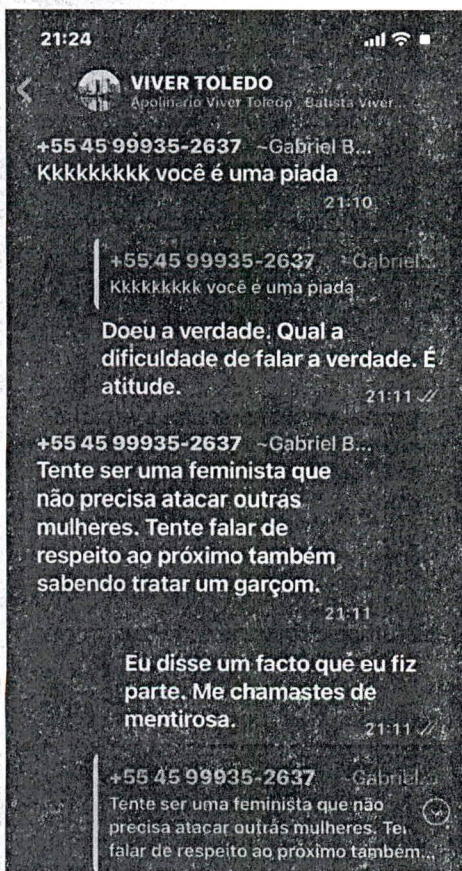 21:24
VIVER TOLEDO
Apolinario Viver Toledo, Batista Viver...
+55 45 99935-2637 ~Gabriel B...
Kkkkkkkkk você é uma piada
21:10
+55 45 99935-2637 ~Gabriel...
Kkkkkkkkk você é uma piada
Doeu a verdade. Qual a
dificuldade de falar a verdade. É
atitude.
21:11
+55 45 99935-2637 ~Gabriel B...
Tente ser uma feminista que
não precisa atacar outras
mulheres. Tente falar de
respeito ao próximo também
sabendo tratar um garçom.
21:11
Eu disse um facto que eu fiz
parte. Me chamastes de
mentirosa.
21:11
+55 45 99935-2637 ~Gabriel...
Tente ser uma feminista que não
precisa atacar outras mulheres. Te
falar de respeito ao próximo também...